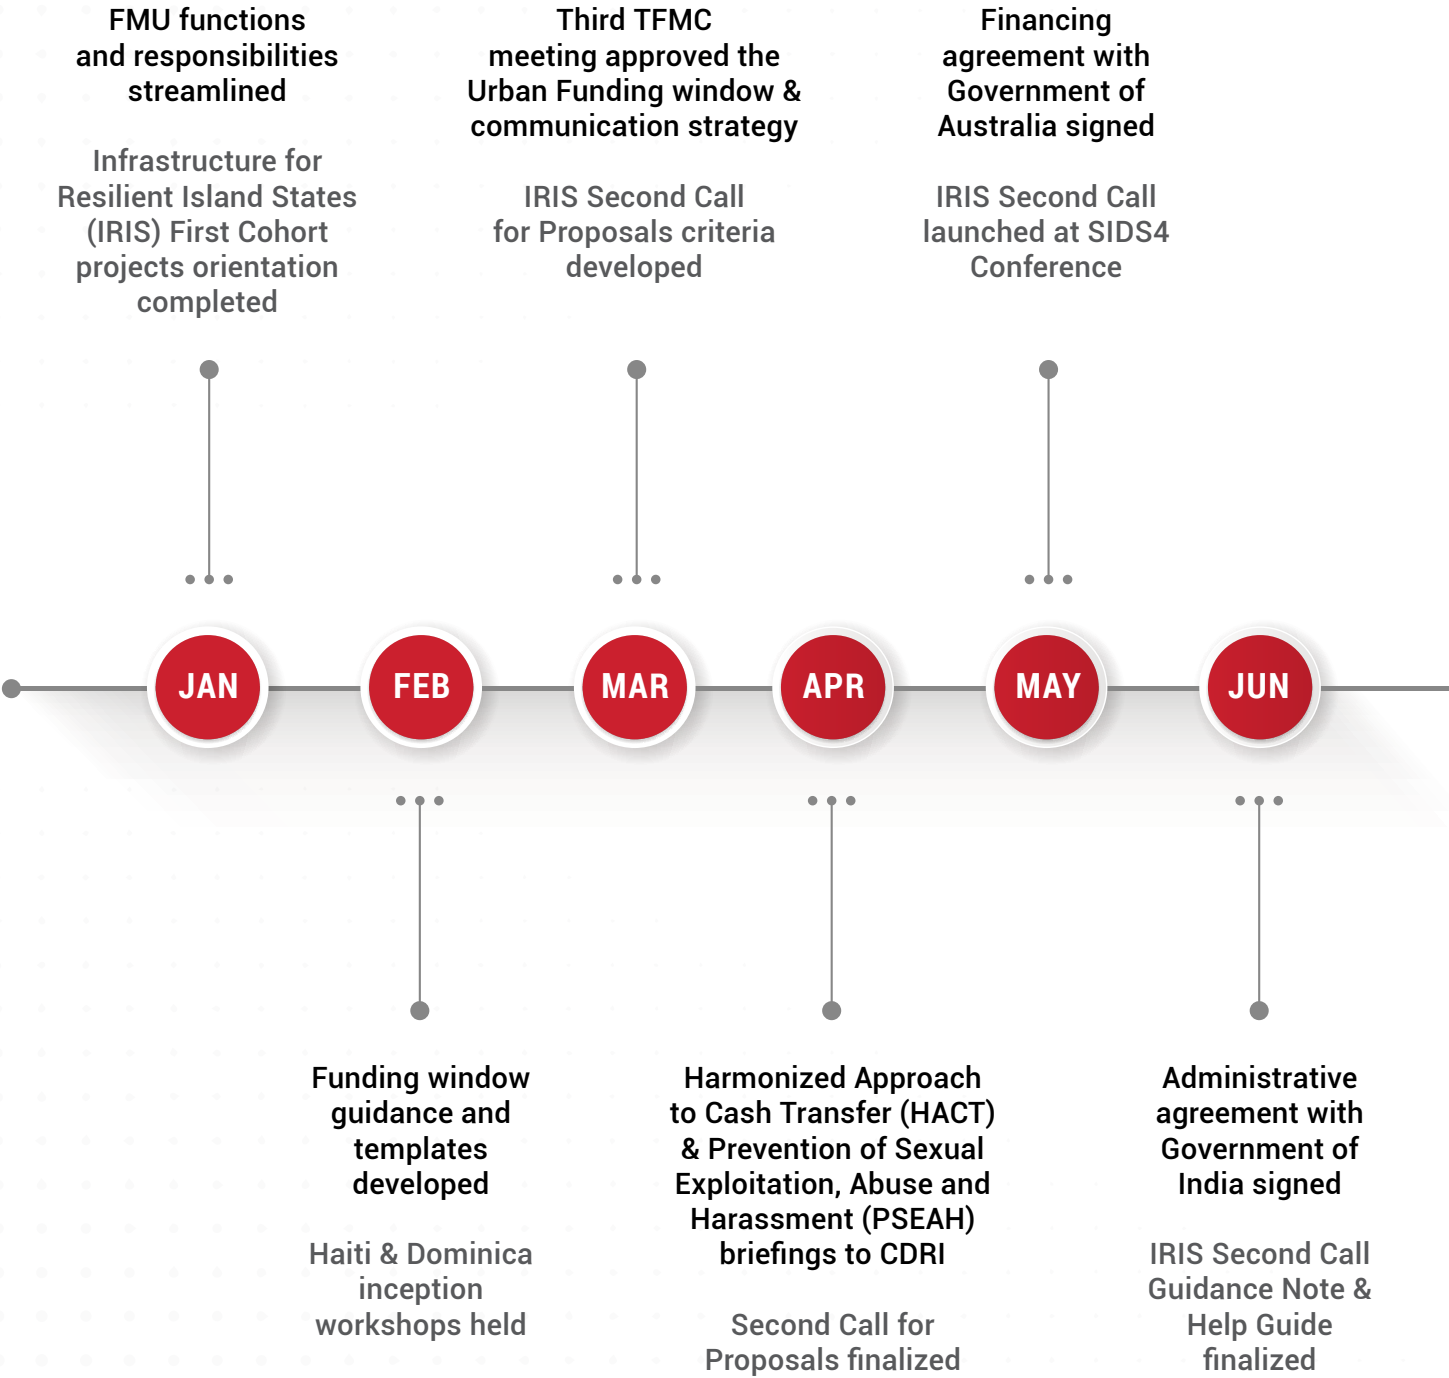 FMU functions
and responsibilities
streamlined
Infrastructure for
Resilient Island States
(IRIS) First Cohort
projects orientation
completed
Third TFMC
meeting approved the
Urban Funding window &
communication strategy
IRIS Second Call
for Proposals criteria
developed
Financing
agreement with
Government of
Australia signed
IRIS Second Call
launched at SIDS4
Conference
JAN
FEB
MAR
APR
MAY
JUN
Funding window
guidance and
templates
developed
Haiti & Dominica
inception
workshops held
Harmonized Approach
to Cash Transfer (HACT)
& Prevention of Sexual
Exploitation, Abuse and
Harassment (PSEAH)
briefings to CDRI
Second Call for
Proposals finalized
Administrative
agreement with
Government of
India signed
IRIS Second Call
Guidance Note &
Help Guide
finalized